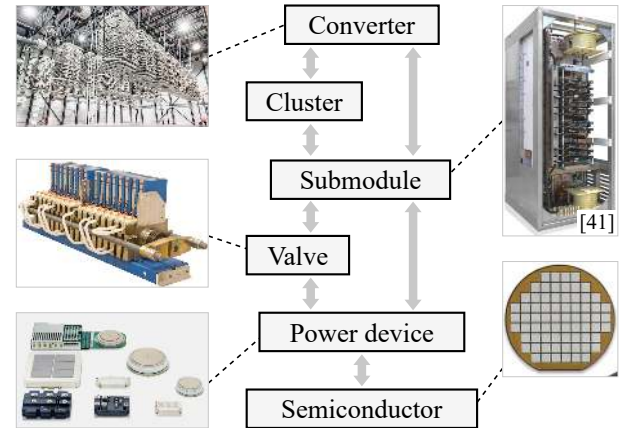 Converter
Cluster
Submodule
[41]
Valve
Power device
Semiconductor